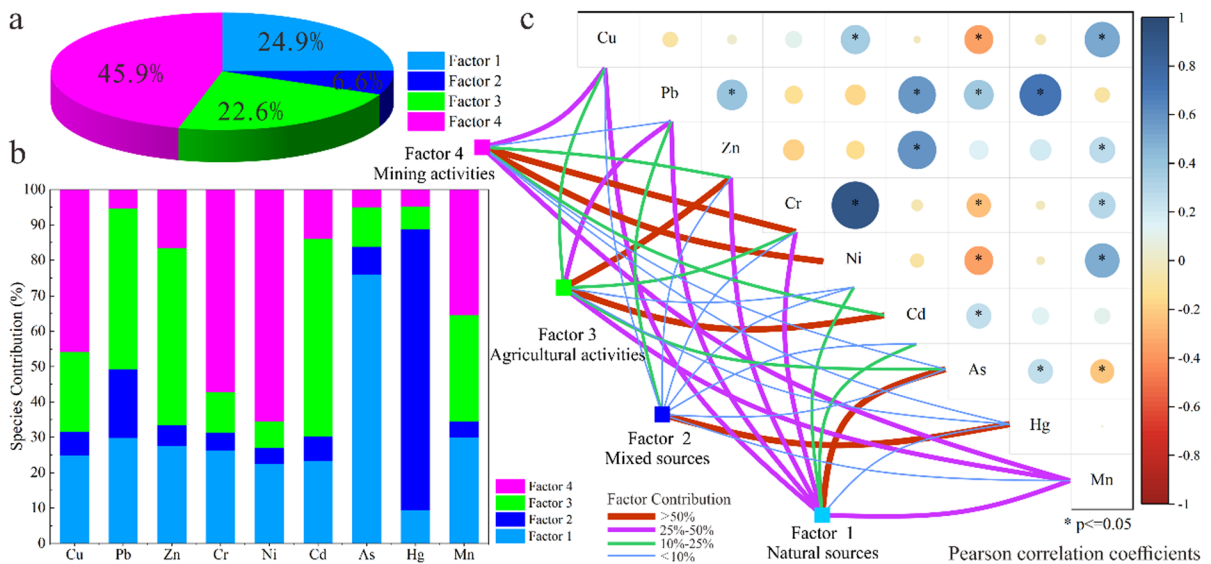 a
24.9%
6.6%
45.9%
22.6%
Factor 1
Factor 2
Factor 3
Factor 4
b
Species Contribution (%)
100
90
80
70
60
50
40
30
20
10
0
Cu Pb Zn Cr Ni Cd As Hg Mn
Factor 4
Factor 3
Factor 2
Factor 1
c
Cu * * *
Pb * * * *
Zn * *
Cr * * *
Ni * *
Cd *
As * *
Hg
Mn
Factor 4
Mining activities
Factor 3
Agricultural activities
Factor 2
Mixed sources
Factor 1
Natural sources
Factor Contribution
>50%
25%-50%
10%-25%
<10%
* p<=0.05
Pearson correlation coefficients
1
0.8
0.6
0.4
0.2
0
-0.2
-0.4
-0.6
-0.8
-1